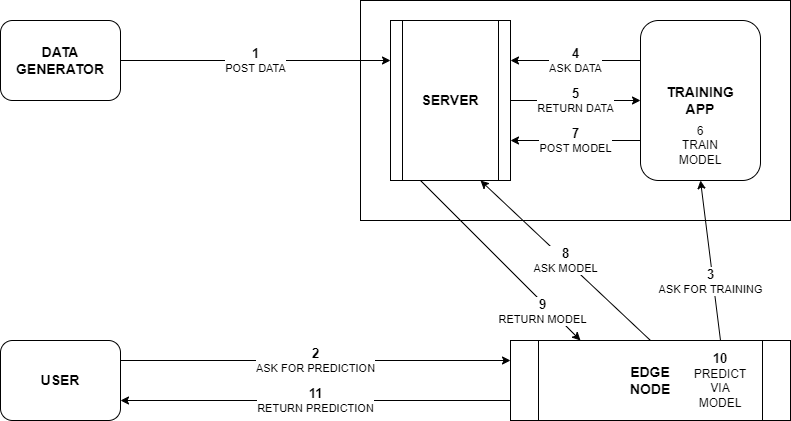 DATA
GENERATOR
1
POST DATA
SERVER
4
ASK DATA
5
RETURN DATA
7
POST MODEL
TRAINING
APP
6
TRAIN
MODEL
8
ASK MODEL
3
ASK FOR TRAINING
9
RETURN MODEL
USER
2
ASK FOR PREDICTION
11
RETURN PREDICTION
EDGE
NODE
10
PREDICT
VIA
MODEL